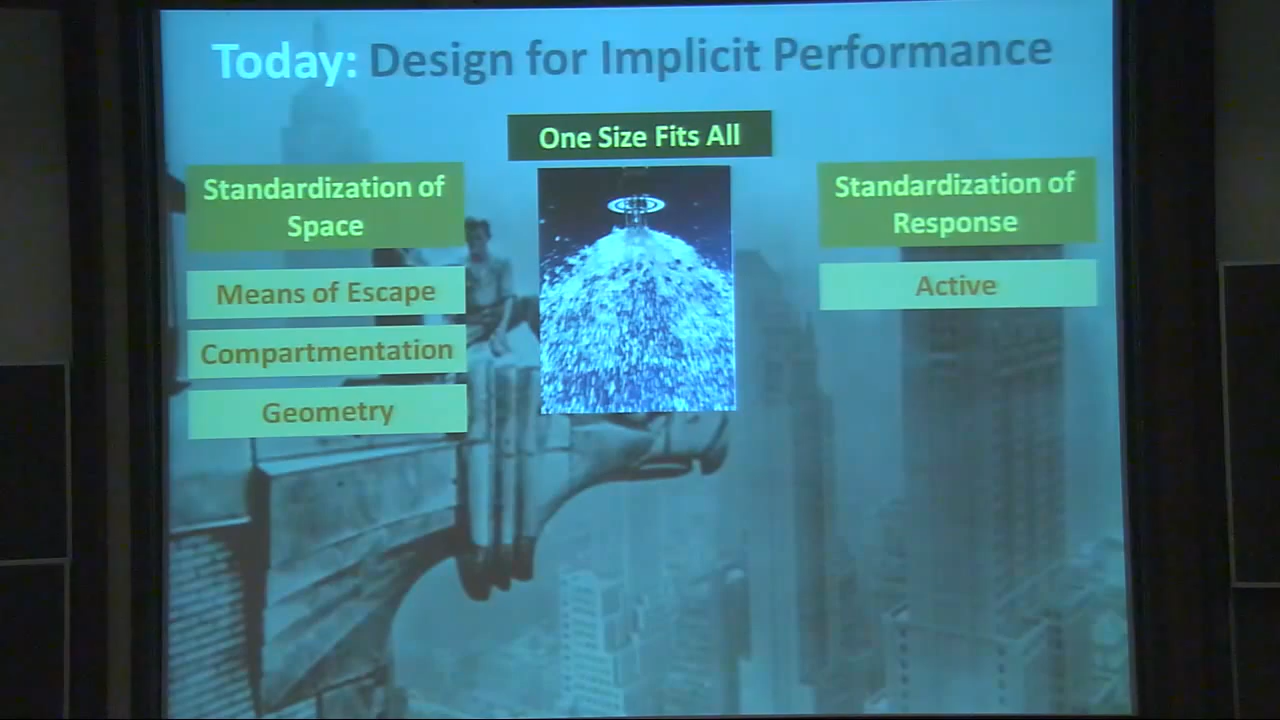 Today: Design for Implicit Performance
One Size Fits All
Standardization of
Space
Means of Escape
Compartmentation
Geometry
Standardization of
Response
Active